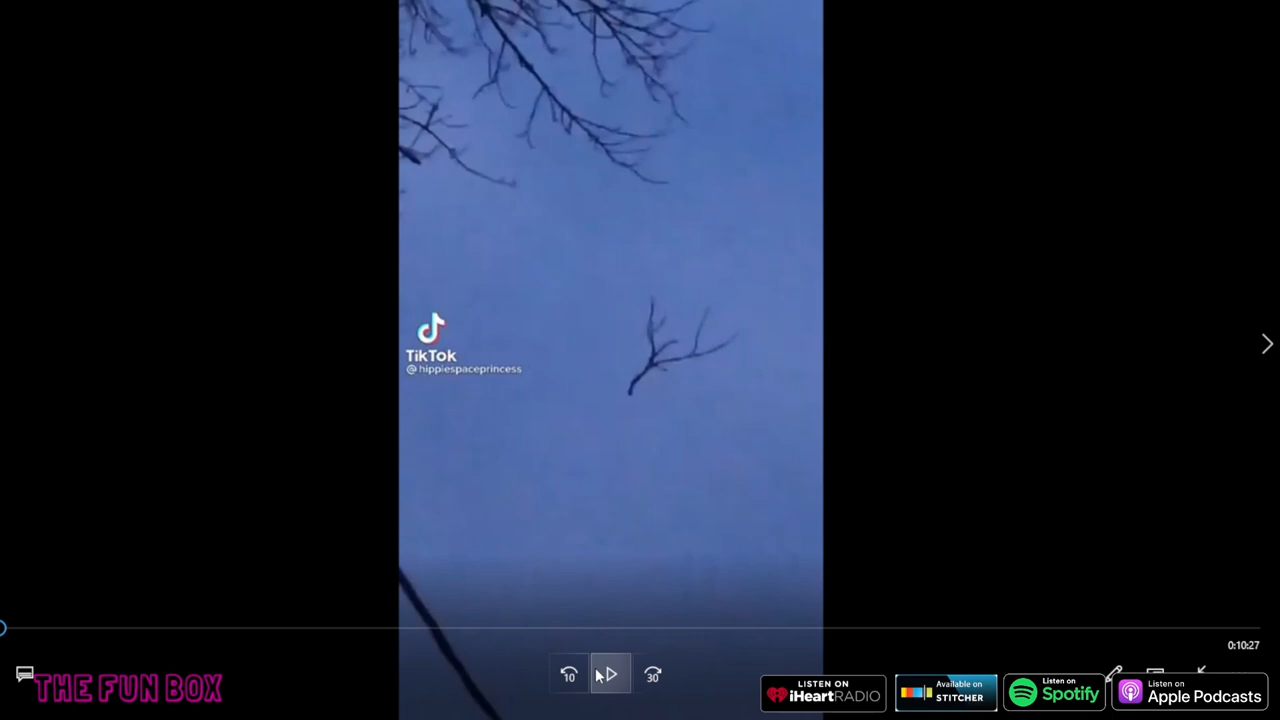 TikTok
@hippiespaceprincess
0:10:27
10
30
THE FUN BOX
LISTEN ON
iHeartRADIO
Available on
STITCHER
Listen on
Spotify
Listen on
Apple Podcasts